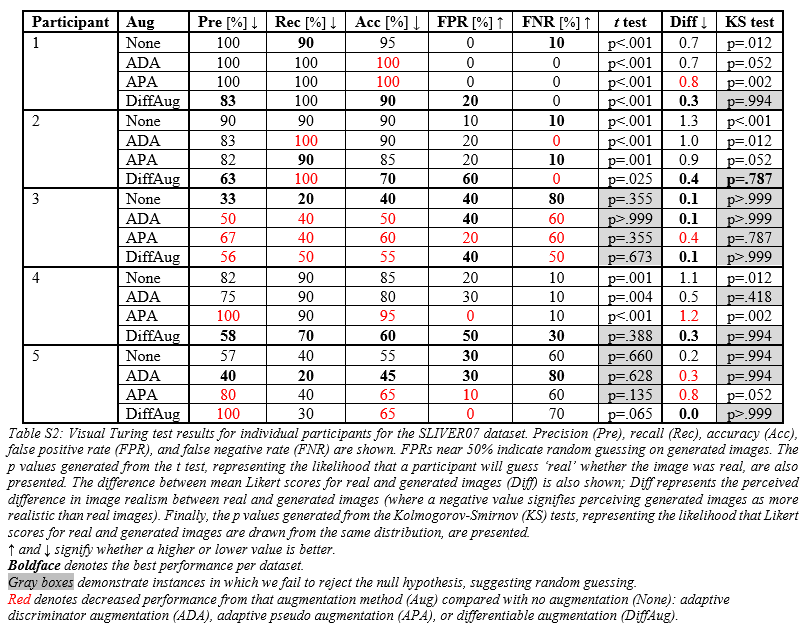 Participant Aug Pre [%] ↓ Rec [%] ↓ Acc [%] ↓ FPR [%] ↑ FNR [%] ↑ t test Diff ↓ KS test
1 None 100 90 95 0 10 p<.001 0.7 p=.012
ADA 100 100 100 0 0 p<.001 0.7 p=.052
APA 100 100 100 0 0 p<.001 0.8 p=.002
DiffAug 83 100 90 20 0 p<.001 0.3 p=.994
2 None 90 90 90 10 10 p<.001 1.3 p<.001
ADA 83 100 90 20 0 p<.001 1.0 p=.012
APA 82 90 85 20 10 p=.001 0.9 p=.052
DiffAug 63 100 70 60 0 p=.025 0.4 p=.787
3 None 33 20 40 40 80 p=.355 0.1 p>.999
ADA 50 40 50 40 60 p>.999 0.1 p>.999
APA 67 40 60 20 60 p=.355 0.4 p=.787
DiffAug 56 50 55 40 50 p=.673 0.1 p>.999
4 None 82 90 85 20 10 p=.001 1.1 p=.012
ADA 75 90 80 30 10 p=.004 0.5 p=.418
APA 100 90 95 0 10 p<.001 1.2 p=.002
DiffAug 58 70 60 50 30 p=.388 0.3 p=.994
5 None 57 40 55 30 60 p=.660 0.2 p=.994
ADA 40 20 45 30 80 p=.628 0.3 p=.994
APA 80 40 65 10 60 p=.135 0.8 p=.052
DiffAug 100 30 65 0 70 p=.065 0.0 p>.999
Table S2: Visual Turing test results for individual participants for the SLIVER07 dataset. Precision (Pre), recall (Rec), accuracy (Acc),
false positive rate (FPR), and false negative rate (FNR) are shown. FPRs near 50% indicate random guessing on generated images. The
p values generated from the t test, representing the likelihood that a participant will guess ‘real’ whether the image was real, are also
presented. The difference between mean Likert scores for real and generated images (Diff) is also shown; Diff represents the perceived
difference in image realism between real and generated images (where a negative value signifies perceiving generated images as more
realistic than real images). Finally, the p values generated from the Kolmogorov-Smirnov (KS) tests, representing the likelihood that Likert
scores for real and generated images are drawn from the same distribution, are presented.
↑ and ↓ signify whether a higher or lower value is better.
Boldface denotes the best performance per dataset.
Gray boxes demonstrate instances in which we fail to reject the null hypothesis, suggesting random guessing.
Red denotes decreased performance from that augmentation method (Aug) compared with no augmentation (None): adaptive
discriminator augmentation (ADA), adaptive pseudo augmentation (APA), or differentiable augmentation (DiffAug).